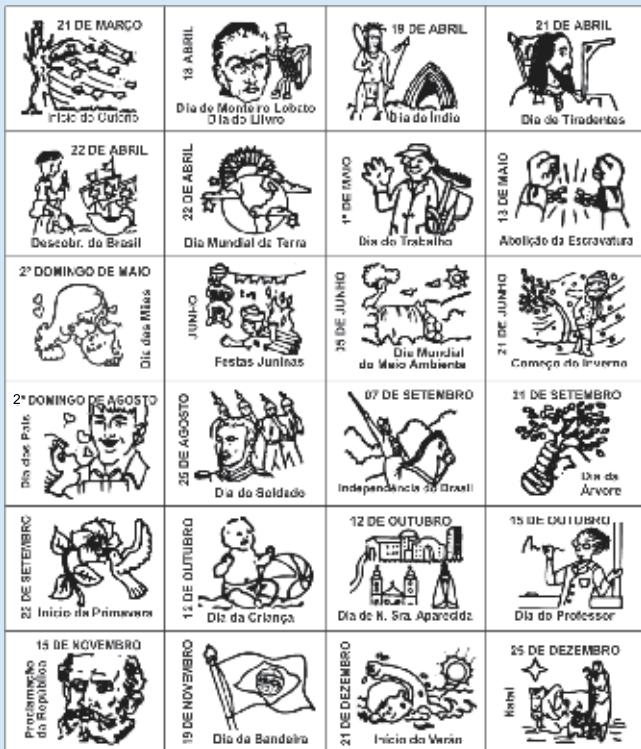 21 DE MARÇO
Início do Outono
18 ABRIL
Dia de Monteiro Lobato
Dia do Livro
19 DE ABRIL
Dia do Índio
21 DE ABRIL
Dia de Tiradentes
22 DE ABRIL
Descobr. do Brasil
22 DE ABRIL
Dia Mundial da Terra
1º DE MAIO
Dia do Trabalho
13 DE MAIO
Abolição da Escravatura
2º DOMINGO DE MAIO
Dia das Mães
JUNHO
Festas Juninas
05 DE JUNHO
Dia Mundial
do Meio Ambiente
21 DE JUNHO
Começo do Inverno
2º DOMINGO DE AGOSTO
Dia dos Pais
25 DE AGOSTO
Dia do Soldado
07 DE SETEMBRO
Independência do Brasil
21 DE SETEMBRO
Dia da
Árvore
22 DE SETEMBRO
Início da Primavera
12 DE OUTUBRO
Dia da Criança
12 DE OUTUBRO
Dia de N. Sra. Aparecida
15 DE OUTUBRO
Dia do Professor
15 DE NOVEMBRO
Proclamação
da República
19 DE NOVEMBRO
Dia da Bandeira
21 DE DEZEMBRO
Início do Verão
25 DE DEZEMBRO
Natal